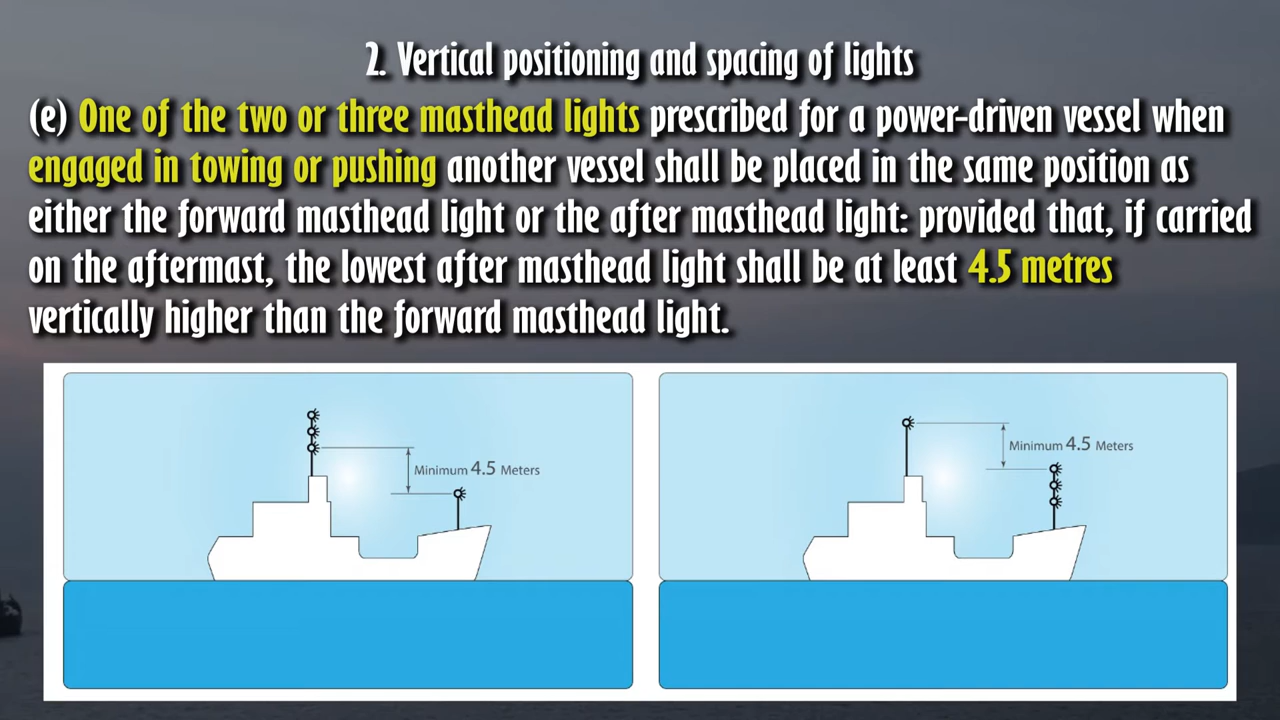 2. Vertical positioning and spacing of lights
(e) One of the two or three masthead lights prescribed for a power-driven vessel when
engaged in towing or pushing another vessel shall be placed in the same position as
either the forward masthead light or the after masthead light: provided that, if carried
on the aftermast, the lowest after masthead light shall be at least 4.5 metres
vertically higher than the forward masthead light.
Minimum 4.5 Meters
Minimum 4.5 Meters